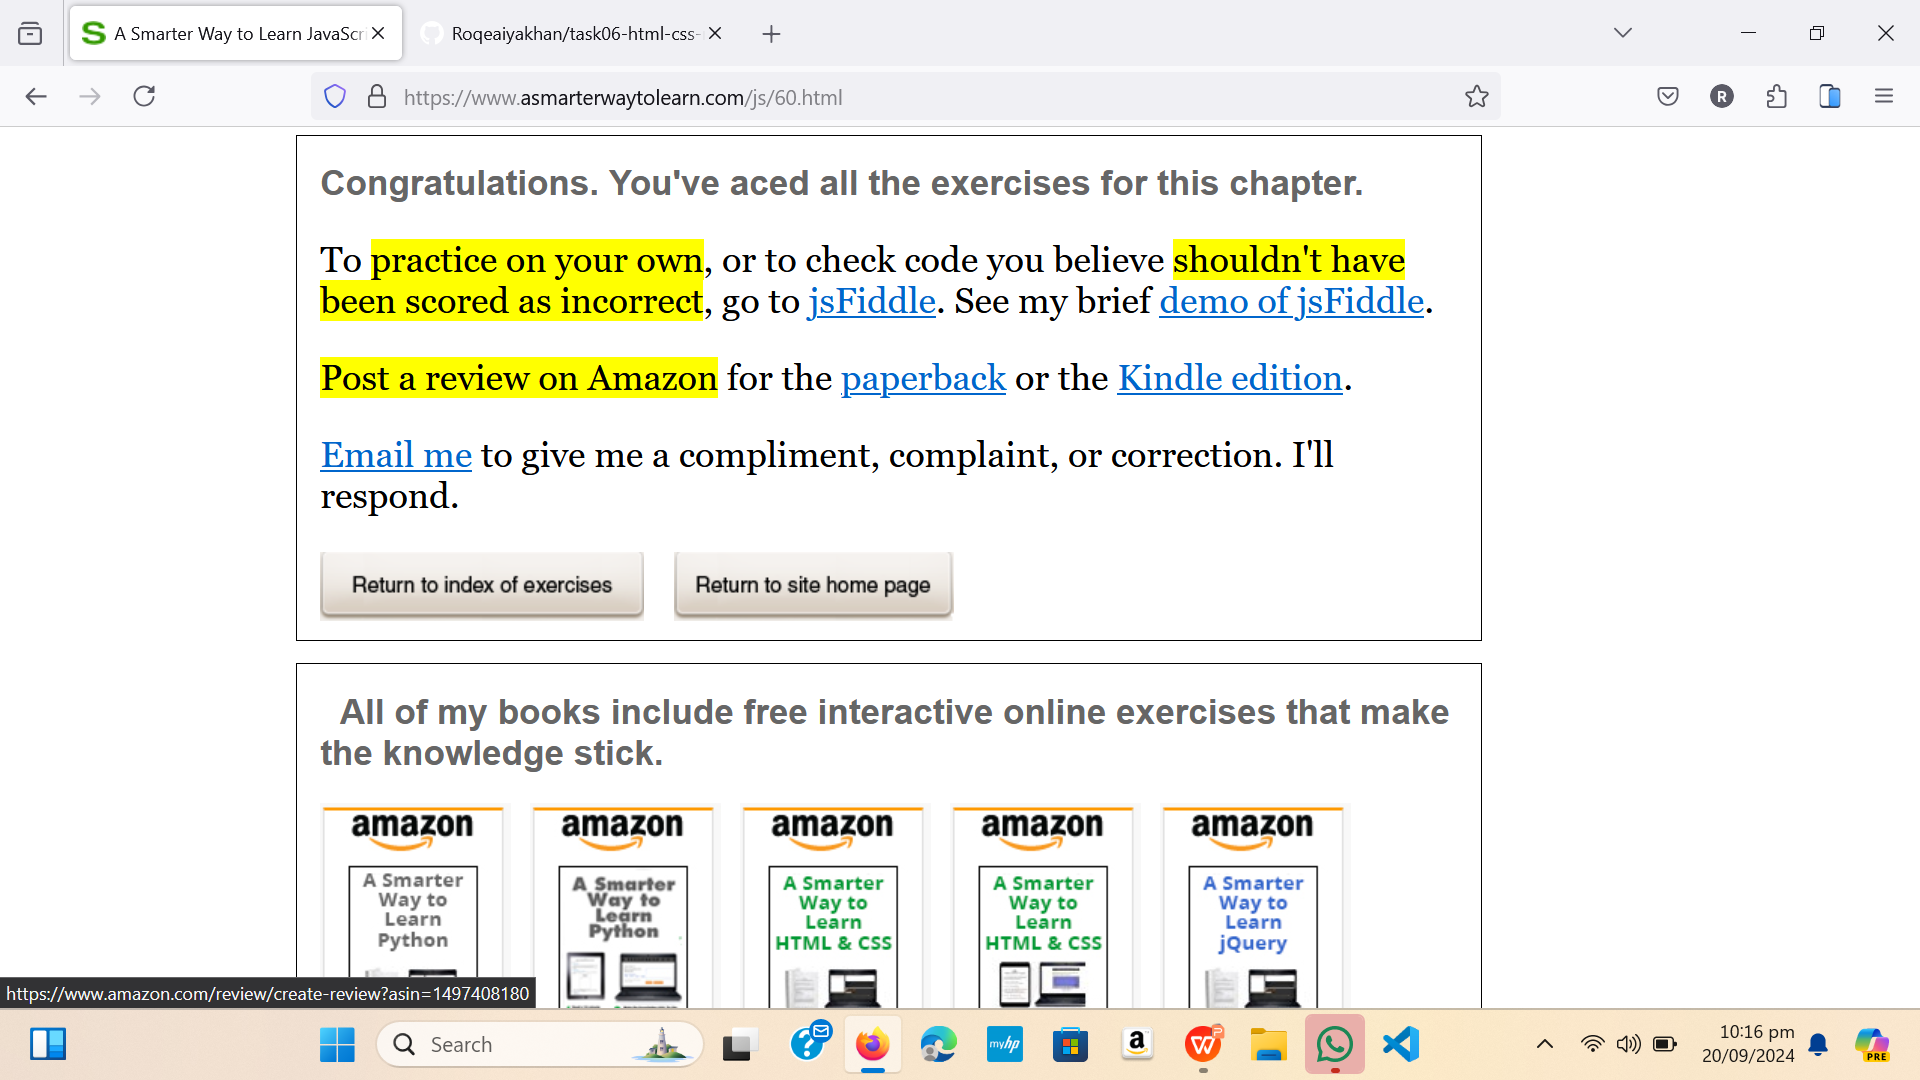 A Smarter Way to Learn JavaScri
Roqeaiyakhan/task06-html-css-
https://www.asmarterwaytolearn.com/js/60.html
R
Congratulations. You've aced all the exercises for this chapter.
To practice on your own, or to check code you believe shouldn't have
been scored as incorrect, go to jsFiddle. See my brief demo of jsFiddle.
Post a review on Amazon for the paperback or the Kindle edition.
Email me to give me a compliment, complaint, or correction. I'll
respond.
Return to index of exercises
Return to site home page
All of my books include free interactive online exercises that make
the knowledge stick.
amazon
A Smarter
Way to
Learn
Python
amazon
A Smarter
Way to
Learn
Python
amazon
A Smarter
Way to
Learn
HTML & CSS
amazon
A Smarter
Way to
Learn
HTML & CSS
amazon
A Smarter
Way to
Learn
jQuery
https://www.amazon.com/review/create-review?asin=1497408180
Search
myhp
a
10:16 pm
20/09/2024
PRE